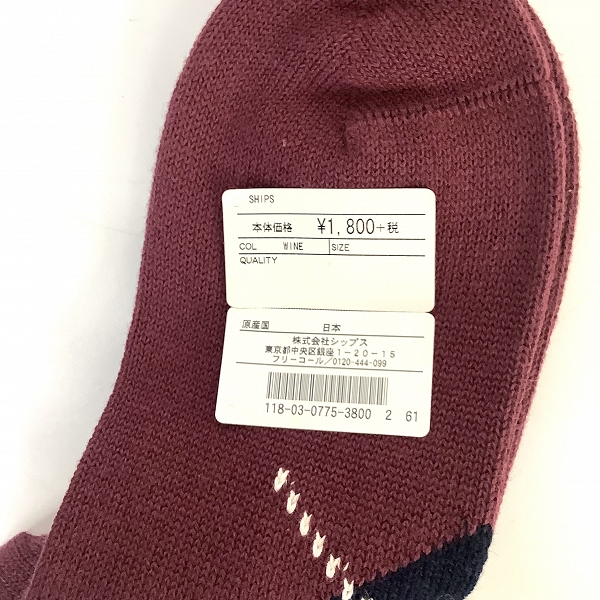 SHIPS
本体価格 ¥1,800+税
COL WINE SIZE
QUALITY
原産国 日本
株式会社シップス
東京都中央区銀座1-20-15
フリーコール/0120-444-099
118-03-0775-3800 2 61